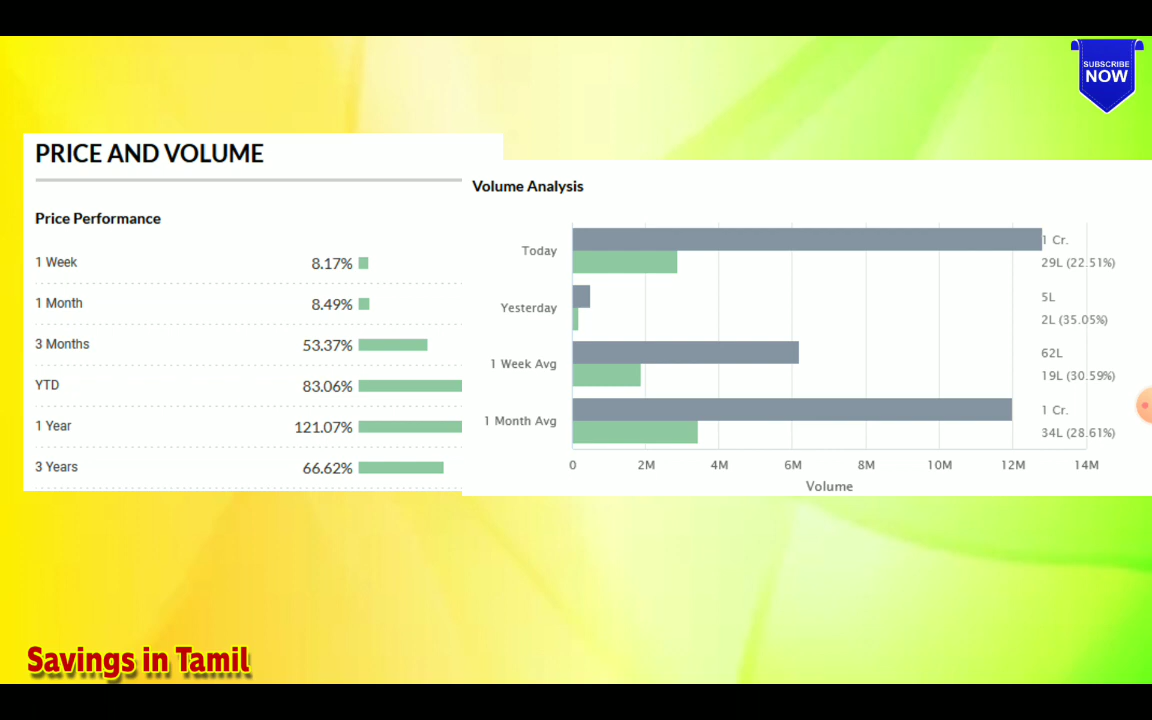 SUBSCRIBE
NOW
PRICE AND VOLUME
Price Performance
1 Week 8.17%
1 Month 8.49%
3 Months 53.37%
YTD 83.06%
1 Year 121.07%
3 Years 66.62%
Volume Analysis
Today 1 Cr.
29L (22.51%)
Yesterday 5L
2L (35.05%)
1 Week Avg 62L
19L (30.59%)
1 Month Avg 1 Cr.
34L (28.61%)
0 2M 4M 6M 8M 10M 12M 14M
Volume
Savings in Tamil